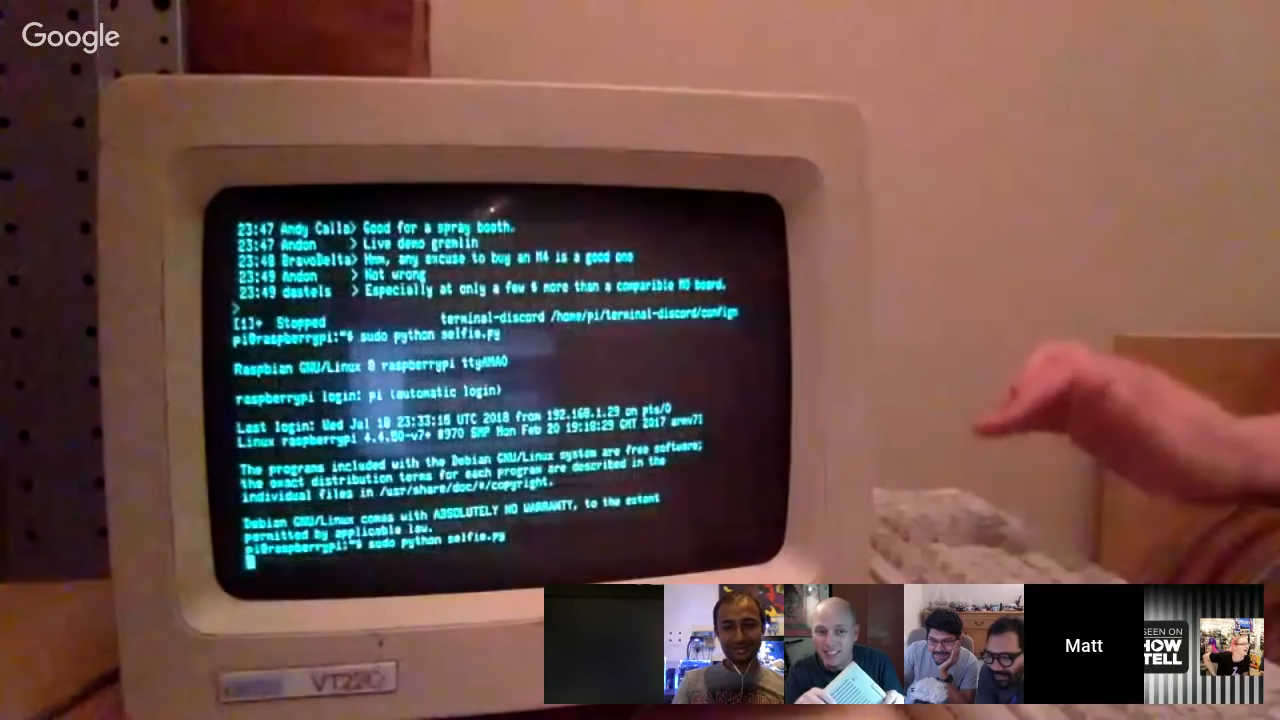 Google
23:47 Andy Calla> Good for a spray booth.
23:47 Andon > Live demo gremlin
23:48 BravoDelta> Hmm, any excuse to buy an M4 is a good one
23:49 Andon > Not wrong
23:49 dastels > Especially at only a few $ more than a comparible M0 board.
>
[1]+ Stopped terminal-discord /home/pi/terminal-discord/config
pi@raspberrypi:~$ sudo python selfie.py
Raspbian GNU/Linux 8 raspberrypi ttyAMA0
raspberrypi login: pi (automatic login)
Last login: Wed Jul 18 23:33:16 UTC 2018 from 192.168.1.29 on pts/0
Linux raspberrypi 4.4.50-v7+ #970 SMP Mon Feb 20 19:18:29 GMT 2017 armv7l
The programs included with the Debian GNU/Linux system are free software;
the exact distribution terms for each program are described in the
individual files in /usr/share/doc/*/copyright.
Debian GNU/Linux comes with ABSOLUTELY NO WARRANTY, to the extent
permitted by applicable law.
pi@raspberrypi:~$ sudo python selfie.py
VT220
Matt
SEEN ON
HOW
TELL